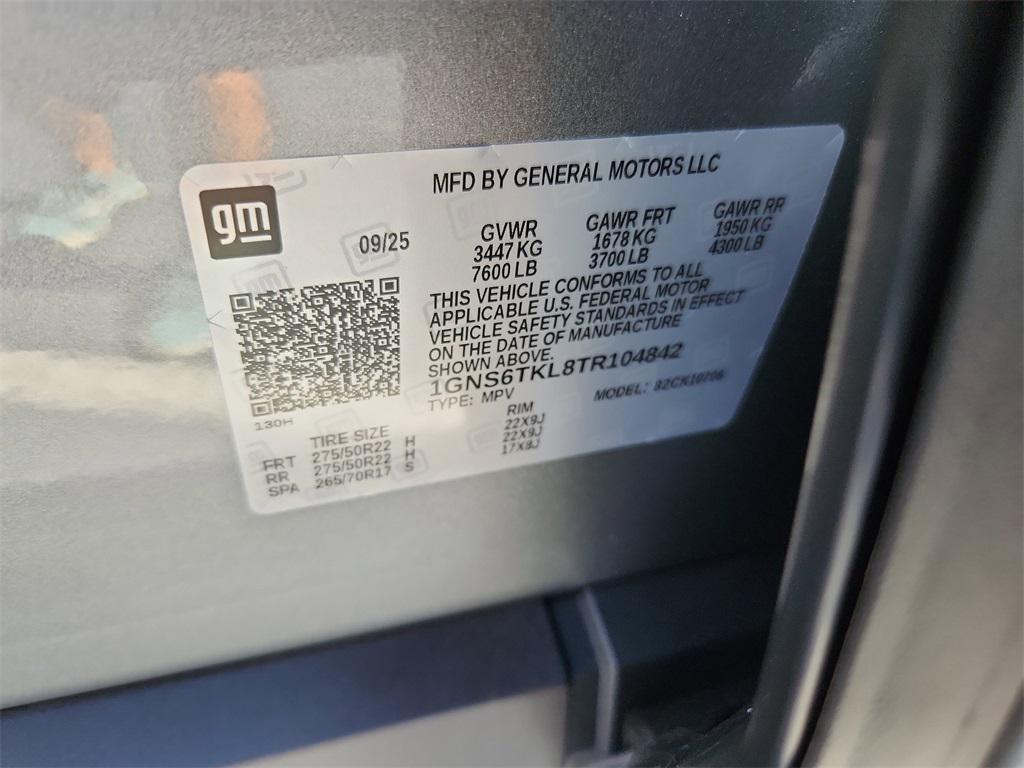 gm
MFD BY GENERAL MOTORS LLC
09/25
GVWR GAWR FRT GAWR RR
3447 KG 1678 KG 1950 KG
7600 LB 3700 LB 4300 LB
THIS VEHICLE CONFORMS TO ALL
APPLICABLE U.S. FEDERAL MOTOR
VEHICLE SAFETY STANDARDS IN EFFECT
ON THE DATE OF MANUFACTURE
SHOWN ABOVE.
1GNS6TKL8TR104842
TYPE: MPV MODEL:
130H
TIRE SIZE RIM
FRT 275/50R22 H 22X9J
RR 275/50R22 H 22X9J
SPA 265/70R17 S 17X8J